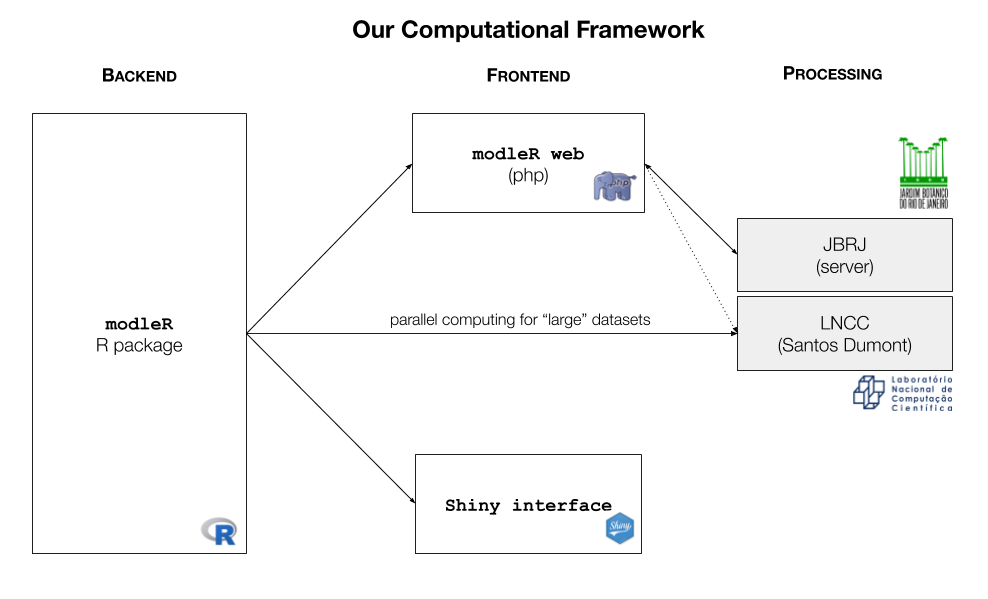 Our Computational Framework
BACKEND
FRONTEND
PROCESSING
modleR
R package
R
modleR web
(php)
php
parallel computing for “large” datasets
Shiny interface
Shiny
JARDIM BOTÂNICO
DO RIO DE JANEIRO
JBRJ
(server)
LNCC
(Santos Dumont)
Laboratório
Nacional de
Computação
Científica